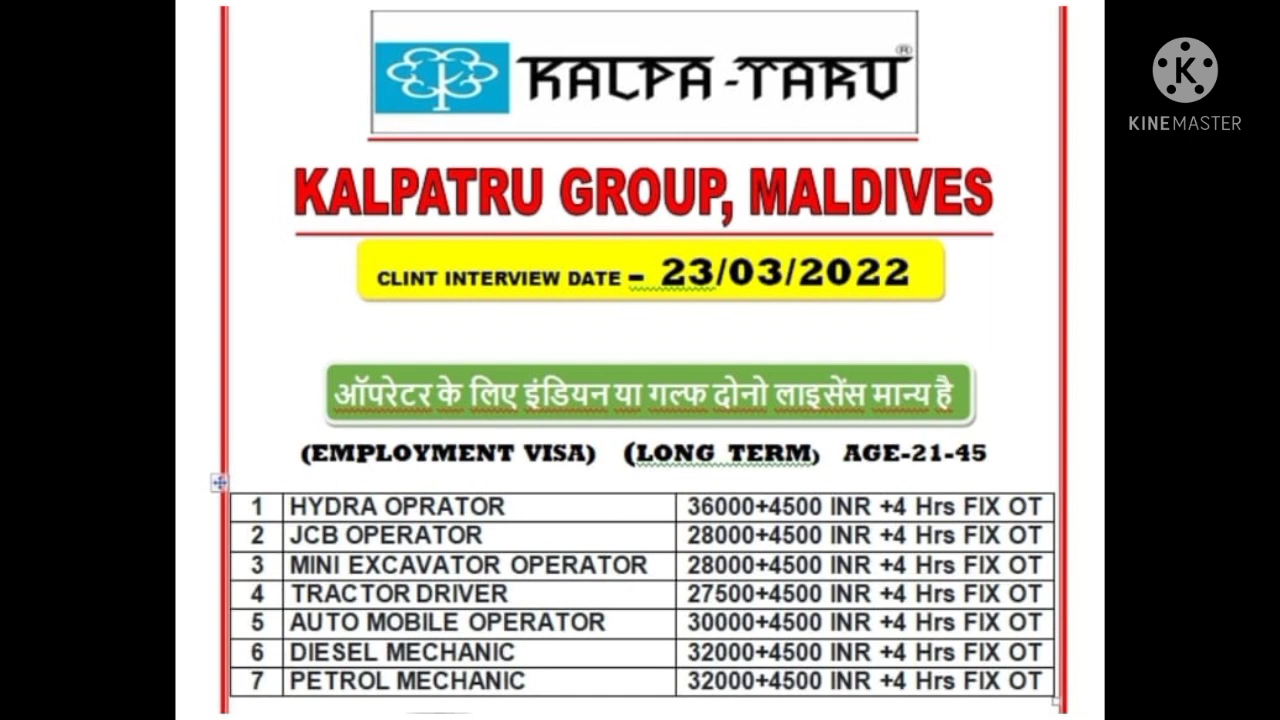 KALPA-TARU®
K
KINEMASTER
KALPATRU GROUP, MALDIVES
CLINT INTERVIEW DATE – 23/03/2022
ऑपरेटर के लिए इंडियन या गल्फ दोनो लाइसेंस मान्य है
(EMPLOYMENT VISA) (LONG TERM) AGE-21-45
1 HYDRA OPRATOR 36000+4500 INR +4 Hrs FIX OT
2 JCB OPERATOR 28000+4500 INR +4 Hrs FIX OT
3 MINI EXCAVATOR OPERATOR 28000+4500 INR +4 Hrs FIX OT
4 TRACTOR DRIVER 27500+4500 INR +4 Hrs FIX OT
5 AUTO MOBILE OPERATOR 30000+4500 INR +4 Hrs FIX OT
6 DIESEL MECHANIC 32000+4500 INR +4 Hrs FIX OT
7 PETROL MECHANIC 32000+4500 INR +4 Hrs FIX OT